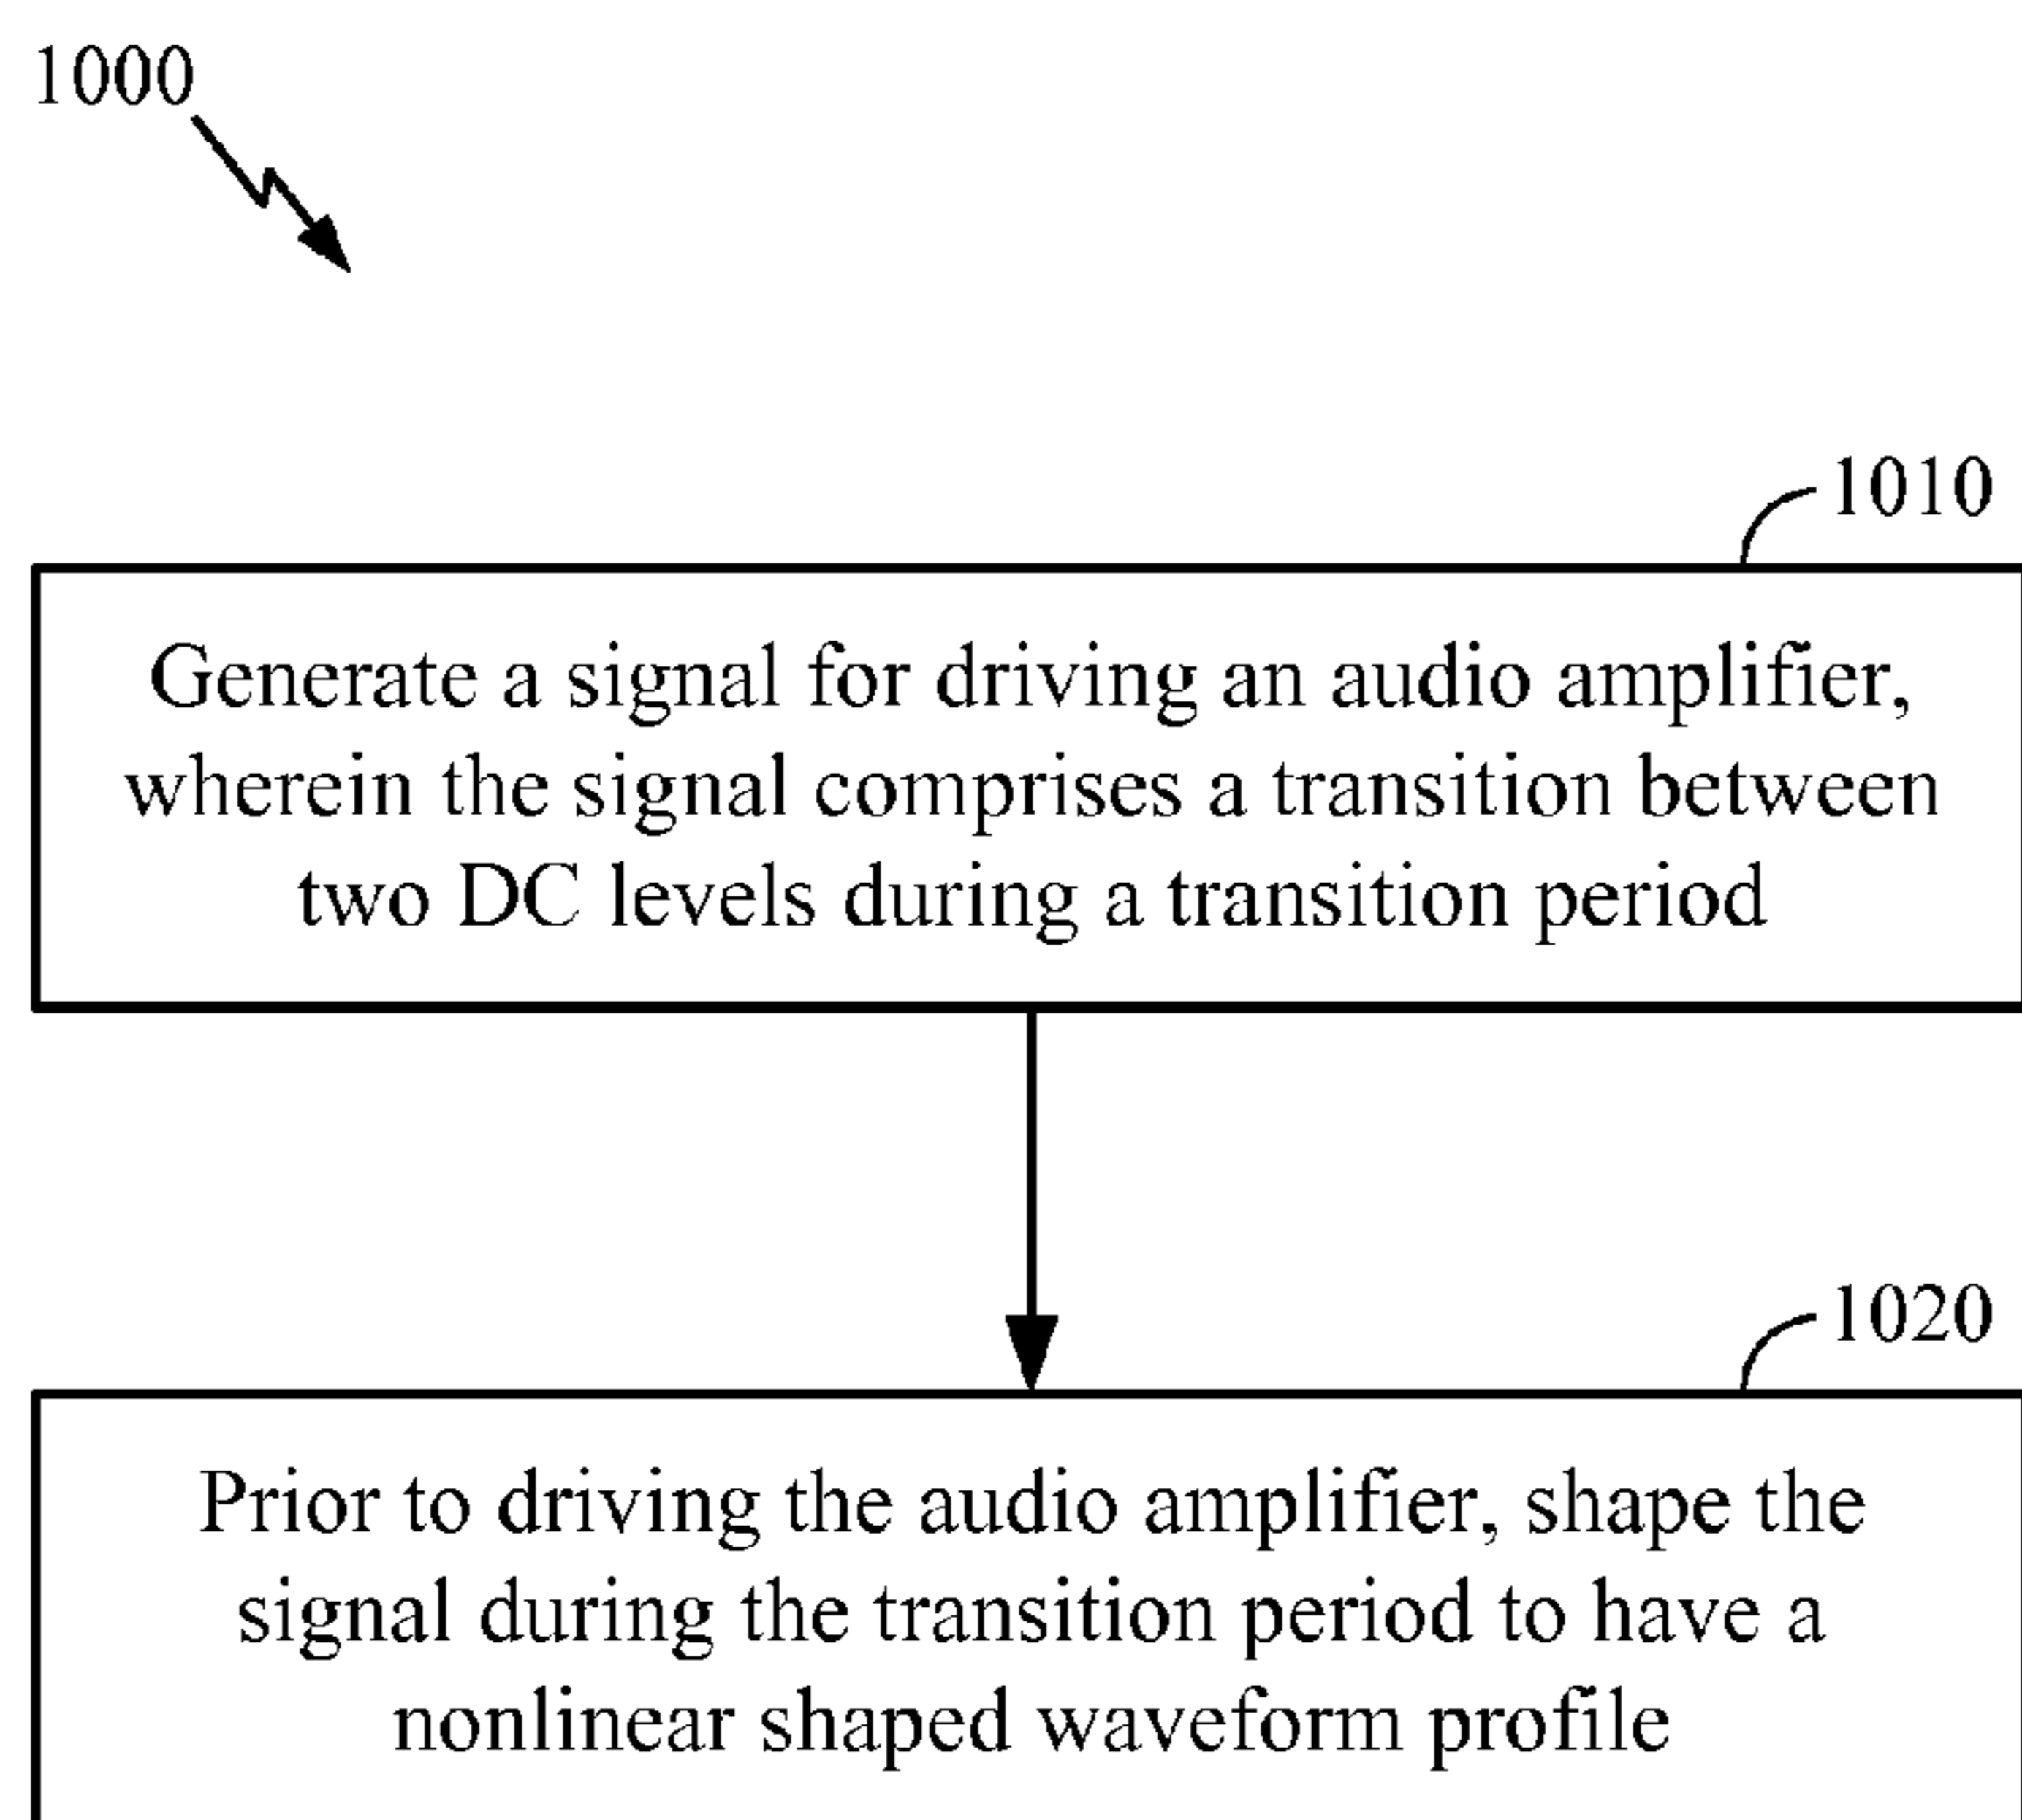 1000
1010
Generate a signal for driving an audio amplifier,
wherein the signal comprises a transition between
two DC levels during a transition period
1020
Prior to driving the audio amplifier, shape the
signal during the transition period to have a
nonlinear shaped waveform profile